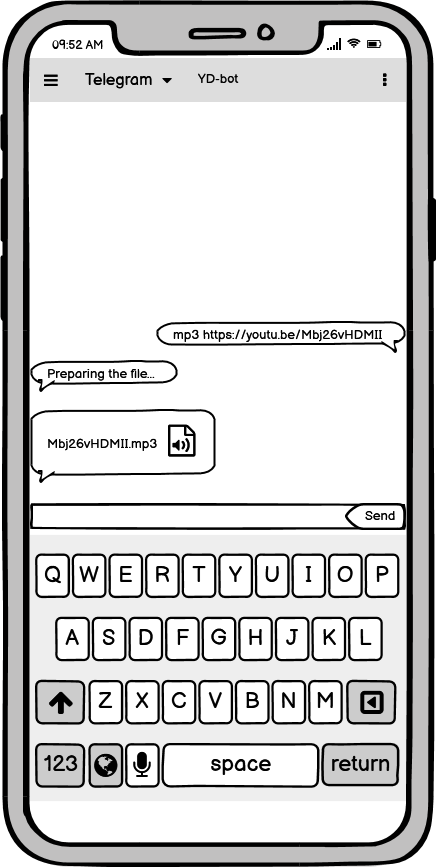 09:52 AM
Telegram YD-bot
mp3 https://youtu.be/Mbj26vHDMII
Preparing the file...
Mbj26vHDMII.mp3
Send
Q W E R T Y U I O P
A S D F G H J K L
Z X C V B N M
123 space return